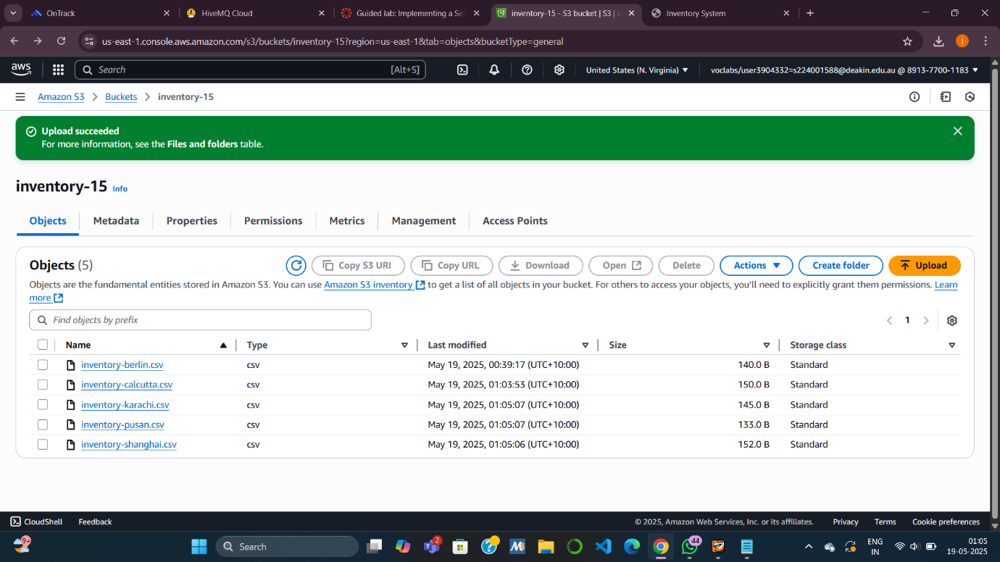 OnTrack
HiveMQ Cloud
Guided lab: Implementing a Se
inventory-15 - S3 bucket | S3 | u
Inventory System
us-east-1.console.aws.amazon.com/s3/buckets/inventory-15?region=us-east-1&tab=objects&bucketType=general
j
aws
Search
[Alt+S]
United States (N. Virginia)
voclabs/user3904332=s224001588@deakin.edu.au @ 8913-7700-1183
Amazon S3
Buckets
inventory-15
Upload succeeded
For more information, see the Files and folders table.
inventory-15 Info
Objects
Metadata
Properties
Permissions
Metrics
Management
Access Points
Objects (5)
Copy S3 URI
Copy URL
Download
Open
Delete
Actions
Create folder
Upload
Objects are the fundamental entities stored in Amazon S3. You can use Amazon S3 inventory to get a list of all objects in your bucket. For others to access your objects, you'll need to explicitly grant them permissions. Learn
more
Find objects by prefix
1
Name Type Last modified Size Storage class
inventory-berlin.csv csv May 19, 2025, 00:39:17 (UTC+10:00) 140.0 B Standard
inventory-calcutta.csv csv May 19, 2025, 01:03:53 (UTC+10:00) 150.0 B Standard
inventory-karachi.csv csv May 19, 2025, 01:05:07 (UTC+10:00) 145.0 B Standard
inventory-pusan.csv csv May 19, 2025, 01:05:07 (UTC+10:00) 133.0 B Standard
inventory-shanghai.csv csv May 19, 2025, 01:05:06 (UTC+10:00) 152.0 B Standard
CloudShell
Feedback
© 2025, Amazon Web Services, Inc. or its affiliates.
Privacy
Terms
Cookie preferences
9+
Search
2
44
ENG
IN
01:05
19-05-2025